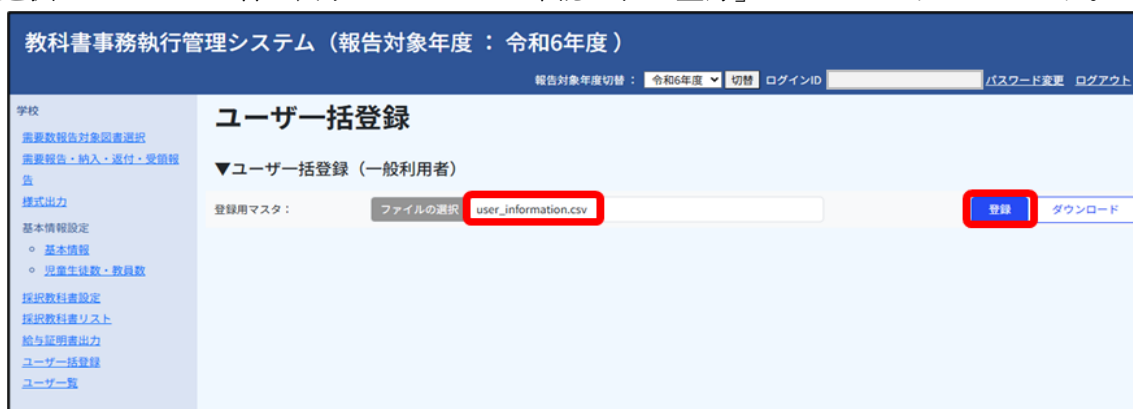 教科書事務執行管理システム（報告対象年度 ： 令和6年度 ）
報告対象年度切替 ： 令和6年度 切替 ログインID パスワード変更 ログアウト
学校
需要数報告対象図書選択
需要報告・納入・返付・受領報
告
様式出力
基本情報設定
基本情報
児童生徒数・教員数
採択教科書設定
採択教科書リスト
給与証明書出力
ユーザー括登録
ユーザ一覧
ユーザー括登録
▼ユーザー括登録（一般利用者）
登録用マスタ： ファイルの選択 user_information.csv 登録 ダウンロード